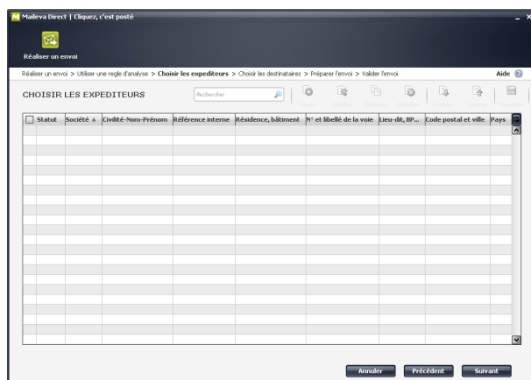 Maileva Direct | Cliquez, c'est posté
Réaliser un envoi
Réaliser un envoi > Utiliser une regle d'analyse > Choisir les expediteurs > Choisir les destinataires > Préparer l'envoi > Valider l'envoi
Aide
CHOISIR LES EXPEDITEURS
Rechercher
Statut Société Civilité-Nom-Prénom Référence interne Résidence, bâtiment N° et libellé de la voie Lieu-dit, BP... Code postal et ville Pays
Annuler Précédent Suivant